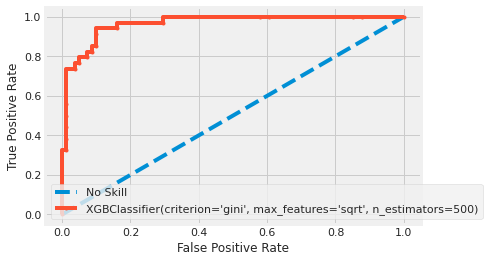 1.0
0.8
0.6
0.4
0.2
0.0
True Positive Rate
No Skill
XGBClassifier(criterion='gini', max_features='sqrt', n_estimators=500)
0.0 0.2 0.4 0.6 0.8 1.0
False Positive Rate